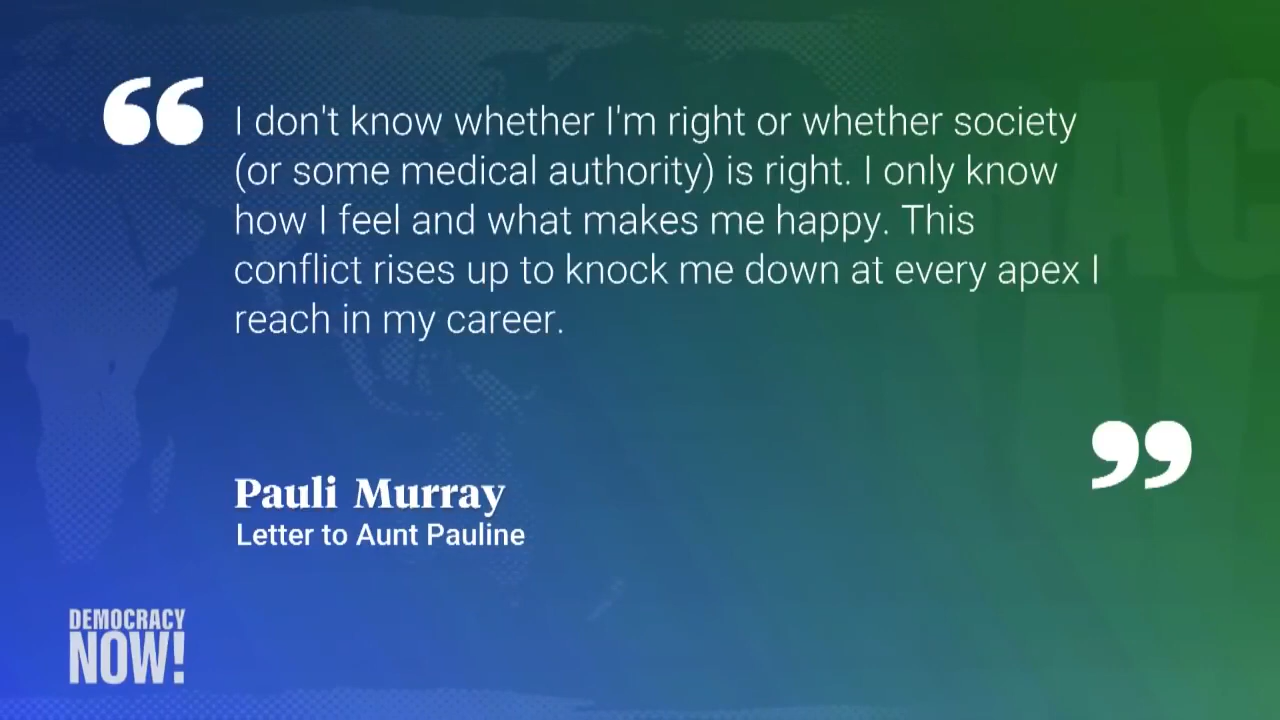 “ I don't know whether I'm right or whether society
(or some medical authority) is right. I only know
how I feel and what makes me happy. This
conflict rises up to knock me down at every apex I
reach in my career.
”
Pauli Murray
Letter to Aunt Pauline
DEMOCRACY
NOW!